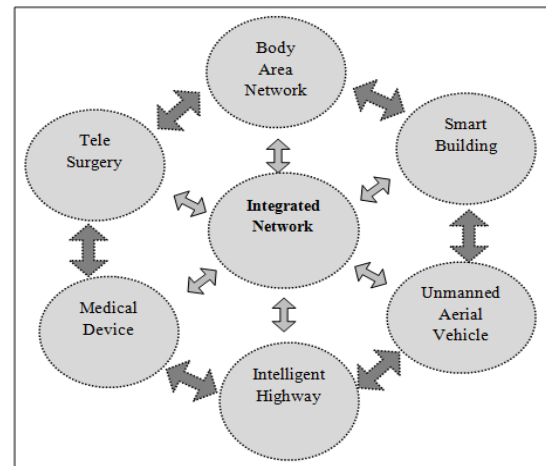 Body
Area
Network
Tele
Surgery
Smart
Building
Integrated
Network
Medical
Device
Unmanned
Aerial
Vehicle
Intelligent
Highway